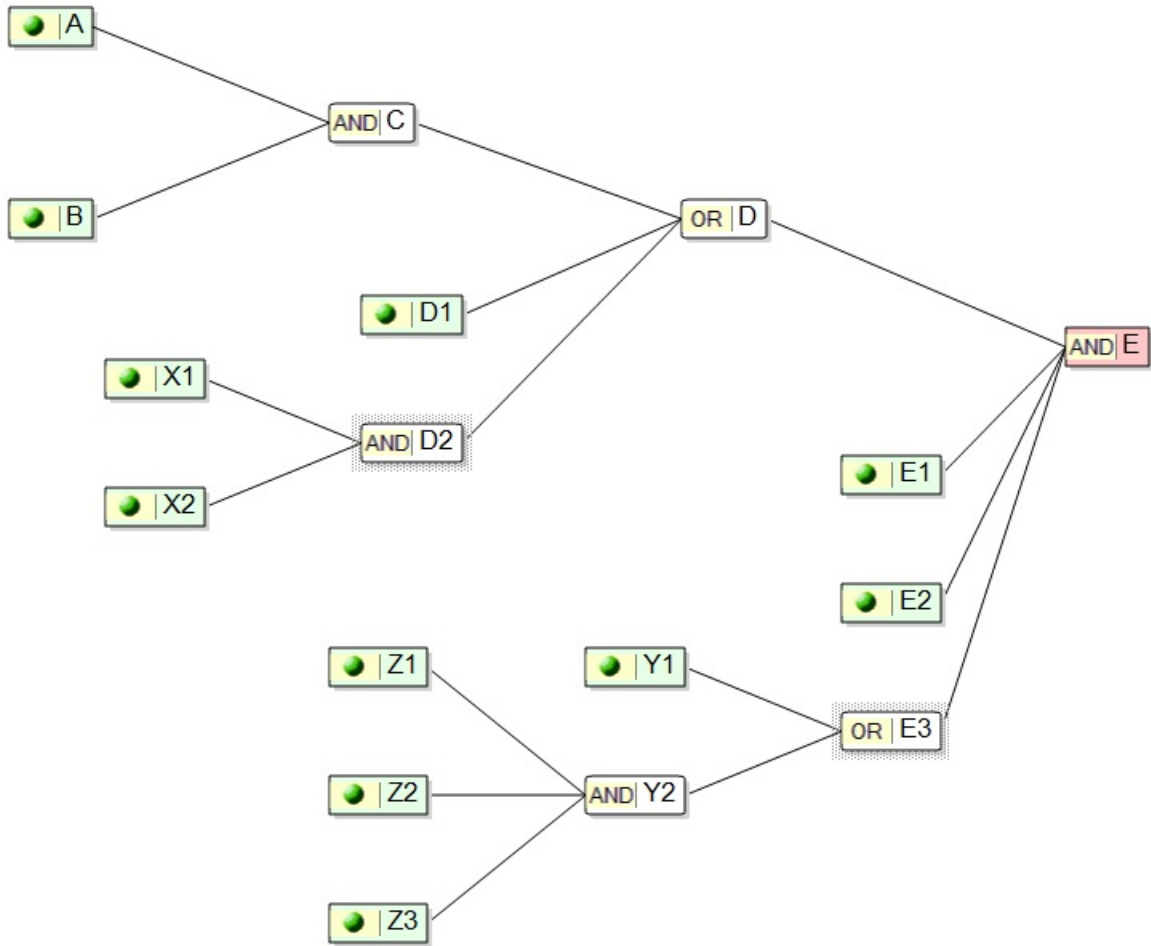 A
AND C
B
OR D
D1
AND E
X1
AND D2
E1
X2
E2
Z1
Y1
OR E3
Z2
AND Y2
Z3